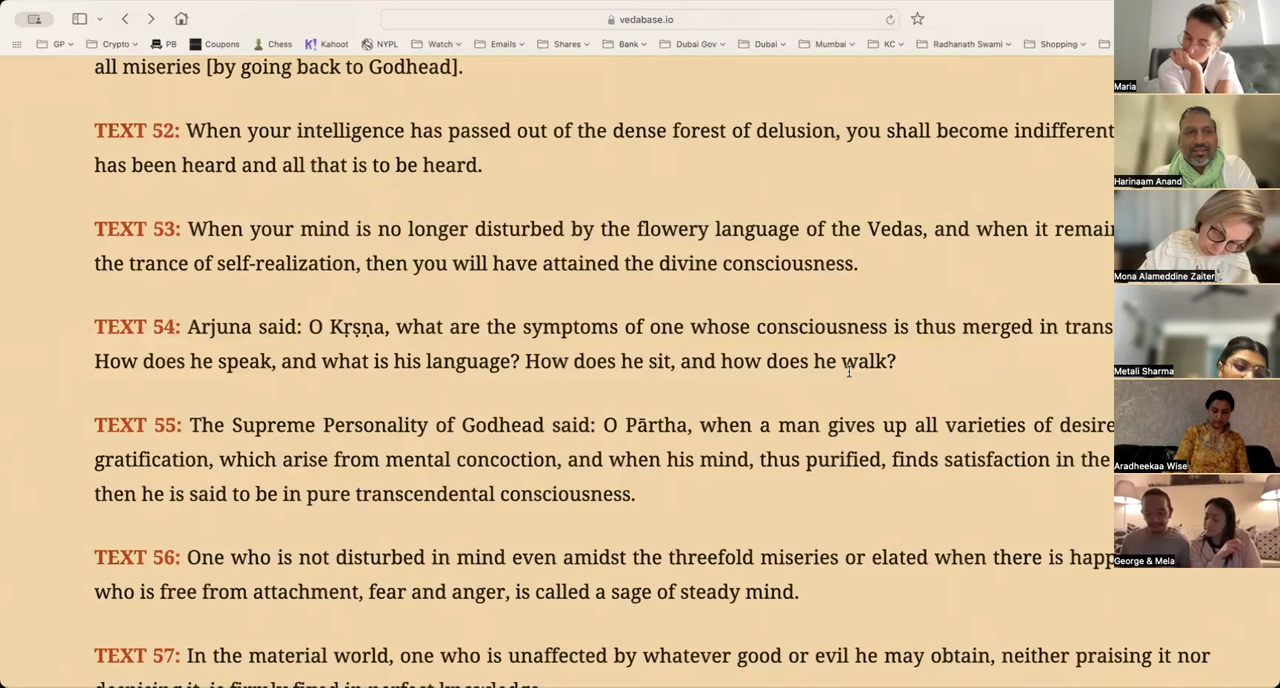 vedabase.io
GP
Crypto
PB
Coupons
Chess
Kahoot
NYPL
Watch
Emails
Shares
Bank
Dubai Gov
Dubai
Mumbai
KC
Radhanath Swami
Shopping
all miseries [by going back to Godhead].
TEXT 52: When your intelligence has passed out of the dense forest of delusion, you shall become indifferent
has been heard and all that is to be heard.
TEXT 53: When your mind is no longer disturbed by the flowery language of the Vedas, and when it remai
the trance of self-realization, then you will have attained the divine consciousness.
TEXT 54: Arjuna said: O Kṛṣṇa, what are the symptoms of one whose consciousness is thus merged in trans
How does he speak, and what is his language? How does he sit, and how does he walk?
TEXT 55: The Supreme Personality of Godhead said: O Pārtha, when a man gives up all varieties of desire
gratification, which arise from mental concoction, and when his mind, thus purified, finds satisfaction in the
then he is said to be in pure transcendental consciousness.
TEXT 56: One who is not disturbed in mind even amidst the threefold miseries or elated when there is happ
who is free from attachment, fear and anger, is called a sage of steady mind.
TEXT 57: In the material world, one who is unaffected by whatever good or evil he may obtain, neither praising it nor
Maria
Harinaam Anand
Mona Alameddine Zaiter
Metali Sharma
Aradheekaa Wise
George & Mela